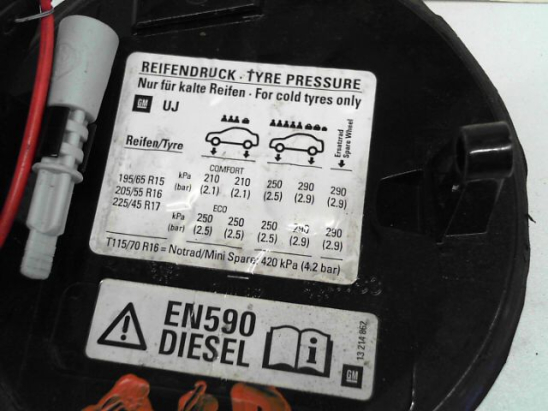 REIFENDRUCK · TYRE PRESSURE
Nur für kalte Reifen · For cold tyres only
GM UJ
Reifen/Tyre
Ersatzrad
Spare Wheel
COMFORT
195/65 R15 kPa 210 210 250 290 290
205/55 R16 (bar) (2.1) (2.1) (2.5) (2.9) (2.9)
225/45 R17 ECO
kPa 250 250 250 290 290
(bar) (2.5) (2.5) (2.5) (2.9) (2.9)
T115/70 R16 = Notrad/Mini Spare: 420 kPa (4.2 bar)
EN590
DIESEL
i
13 214 862
GM